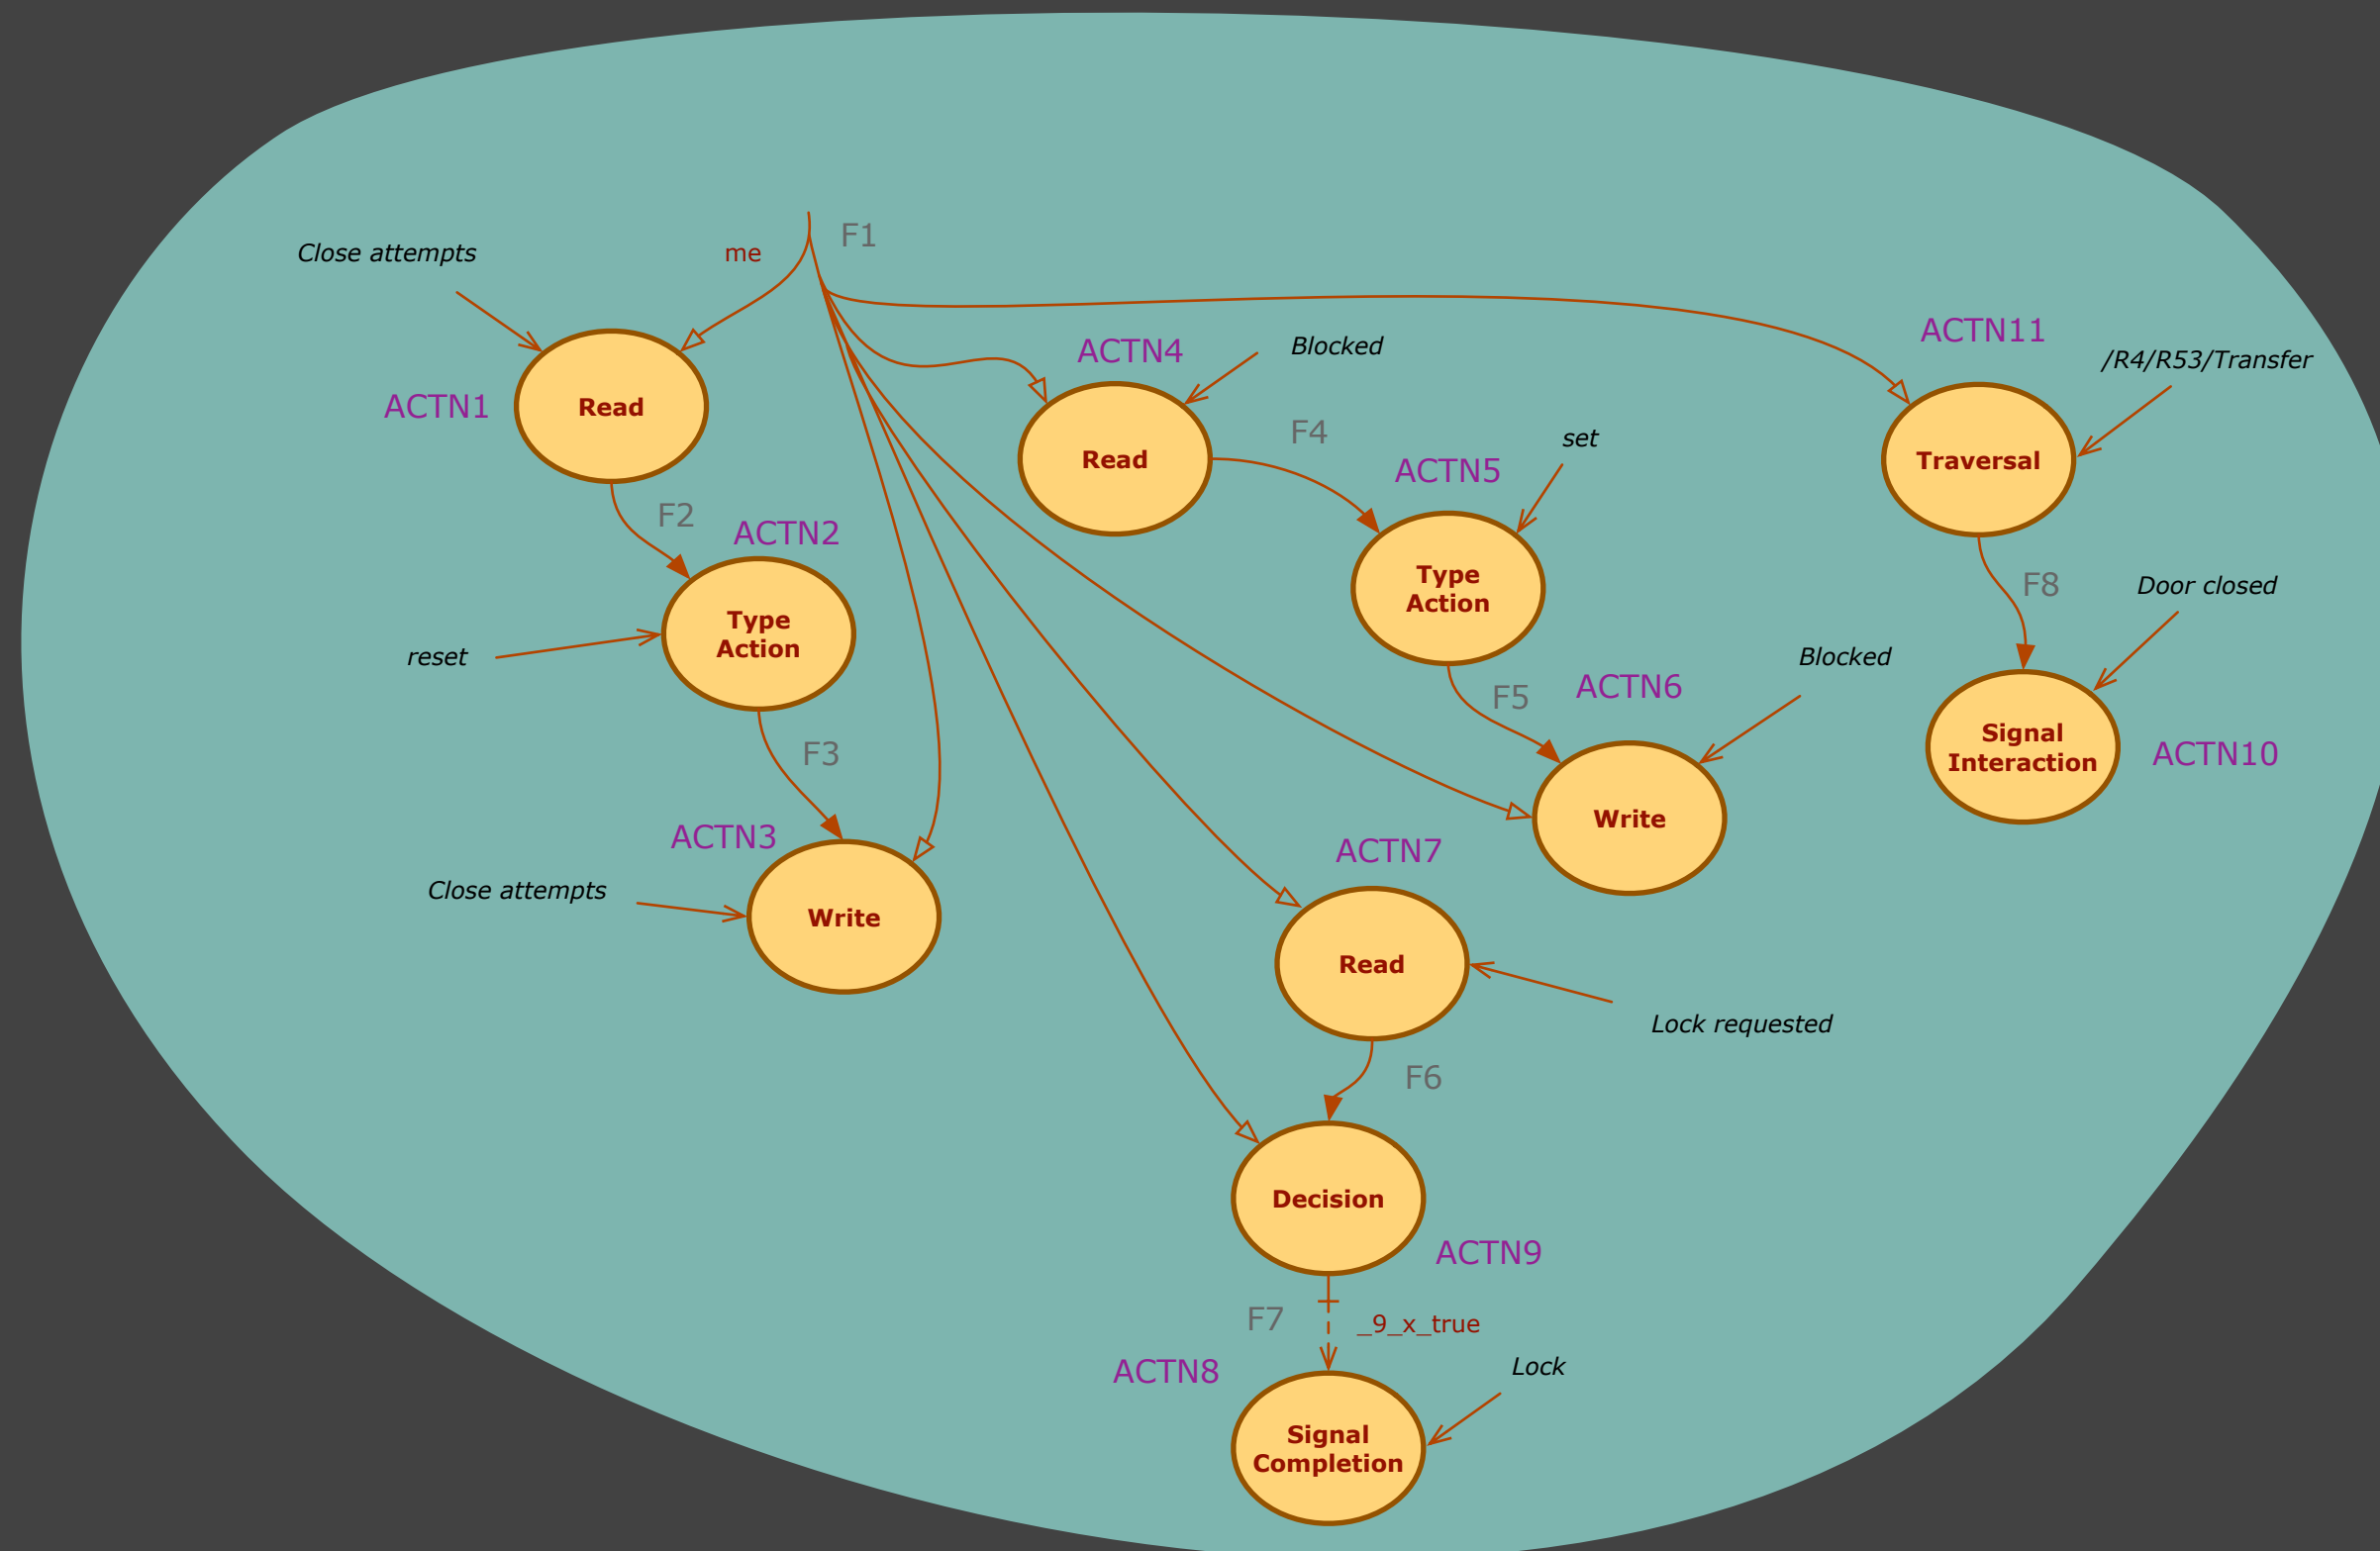 F1
me
Close attempts
ACTN1
Read
F2
ACTN2
Type
Action
reset
F3
ACTN3
Close attempts
Write
ACTN4
Blocked
Read
F4
set
ACTN5
Type
Action
F5
ACTN6
Blocked
Write
ACTN7
Read
Lock requested
F6
Decision
ACTN9
F7
_9_x_true
ACTN8
Lock
Signal
Completion
ACTN11
/R4/R53/Transfer
Traversal
F8
Door closed
Signal
Interaction
ACTN10